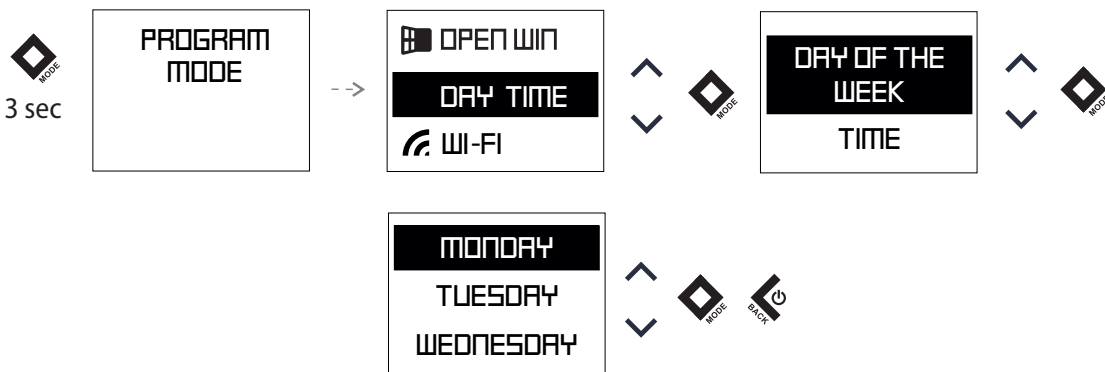 MODE
3 sec
PROGRAM
MODE
OPEN WIN
DAY TIME
WI-FI
MODE
DAY OF THE
WEEK
TIME
MODE
MONDAY
TUESDAY
WEDNESDAY
MODE
BACK